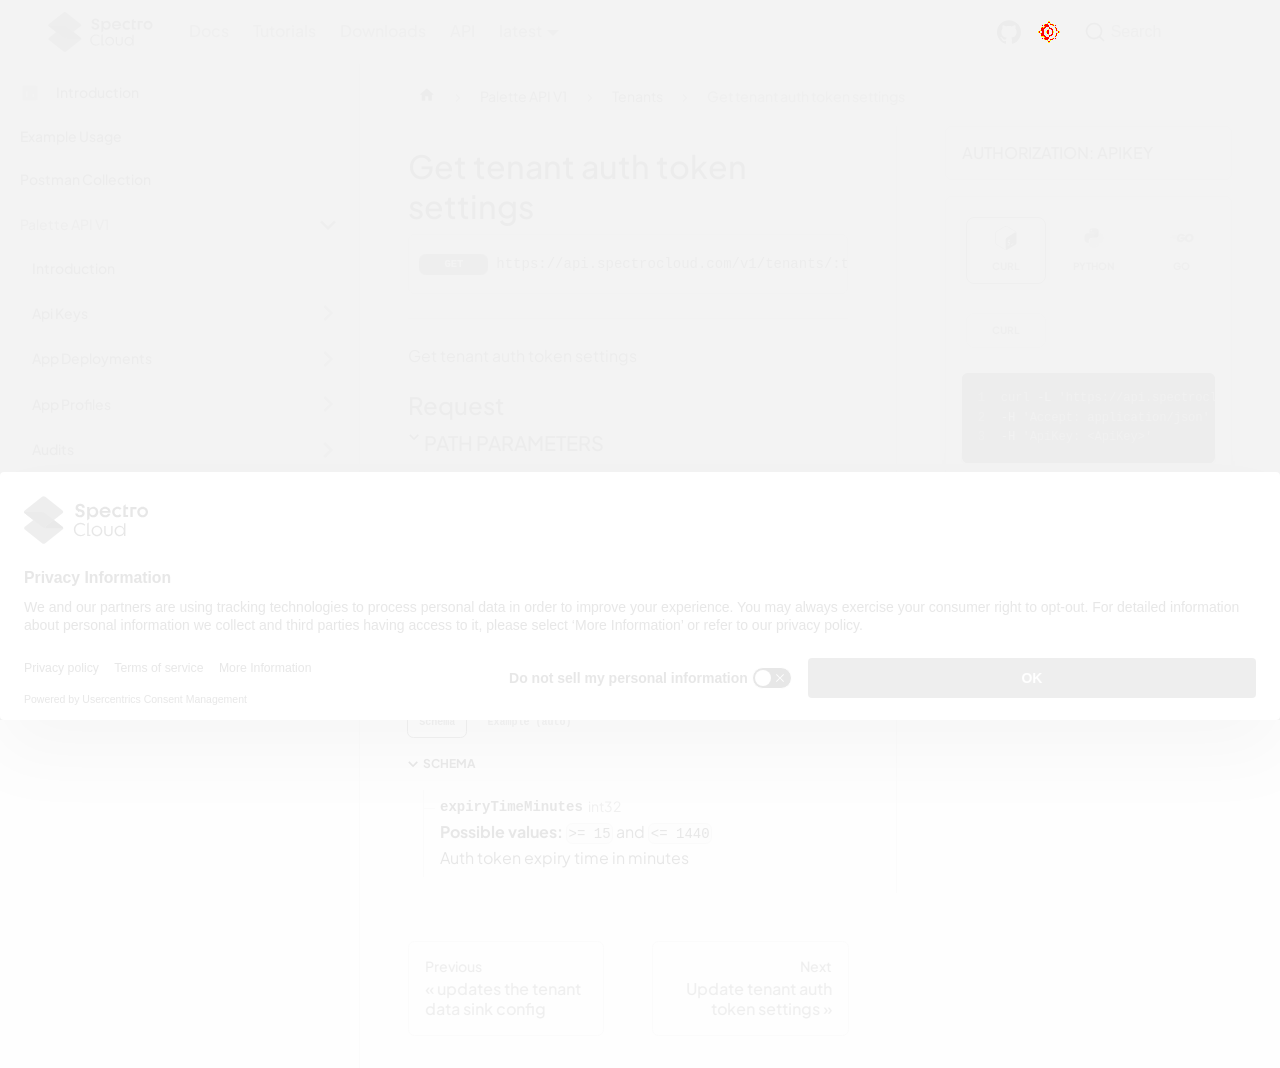 Spectro
Cloud
Docs
Tutorials
Downloads
API
latest
Search
Introduction
Example Usage
Postman Collection
Palette API V1
Introduction
Api Keys
App Deployments
App Profiles
Audits
Palette API V1
Tenants
Get tenant auth token settings
Get tenant auth token
settings
GET
https://api.spectrocloud.com/v1/tenants/:t
Get tenant auth token settings
Request
PATH PARAMETERS
AUTHORIZATION: APIKEY
CURL
PYTHON
GO
CURL
Spectro
Cloud
Privacy Information
We and our partners are using tracking technologies to process personal data in order to improve your experience. You may always exercise your consumer right to opt-out. For detailed information
about personal information we collect and third parties having access to it, please select ‘More Information’ or refer to our privacy policy.
Privacy policy
Terms of service
More Information
Do not sell my personal information
OK
Powered by Usercentrics Consent Management
Schema
Example (auto)
SCHEMA
expiryTimeMinutes int32
Possible values: >= 15 and <= 1440
Auth token expiry time in minutes
Previous
« updates the tenant
data sink config
Next
Update tenant auth
token settings »